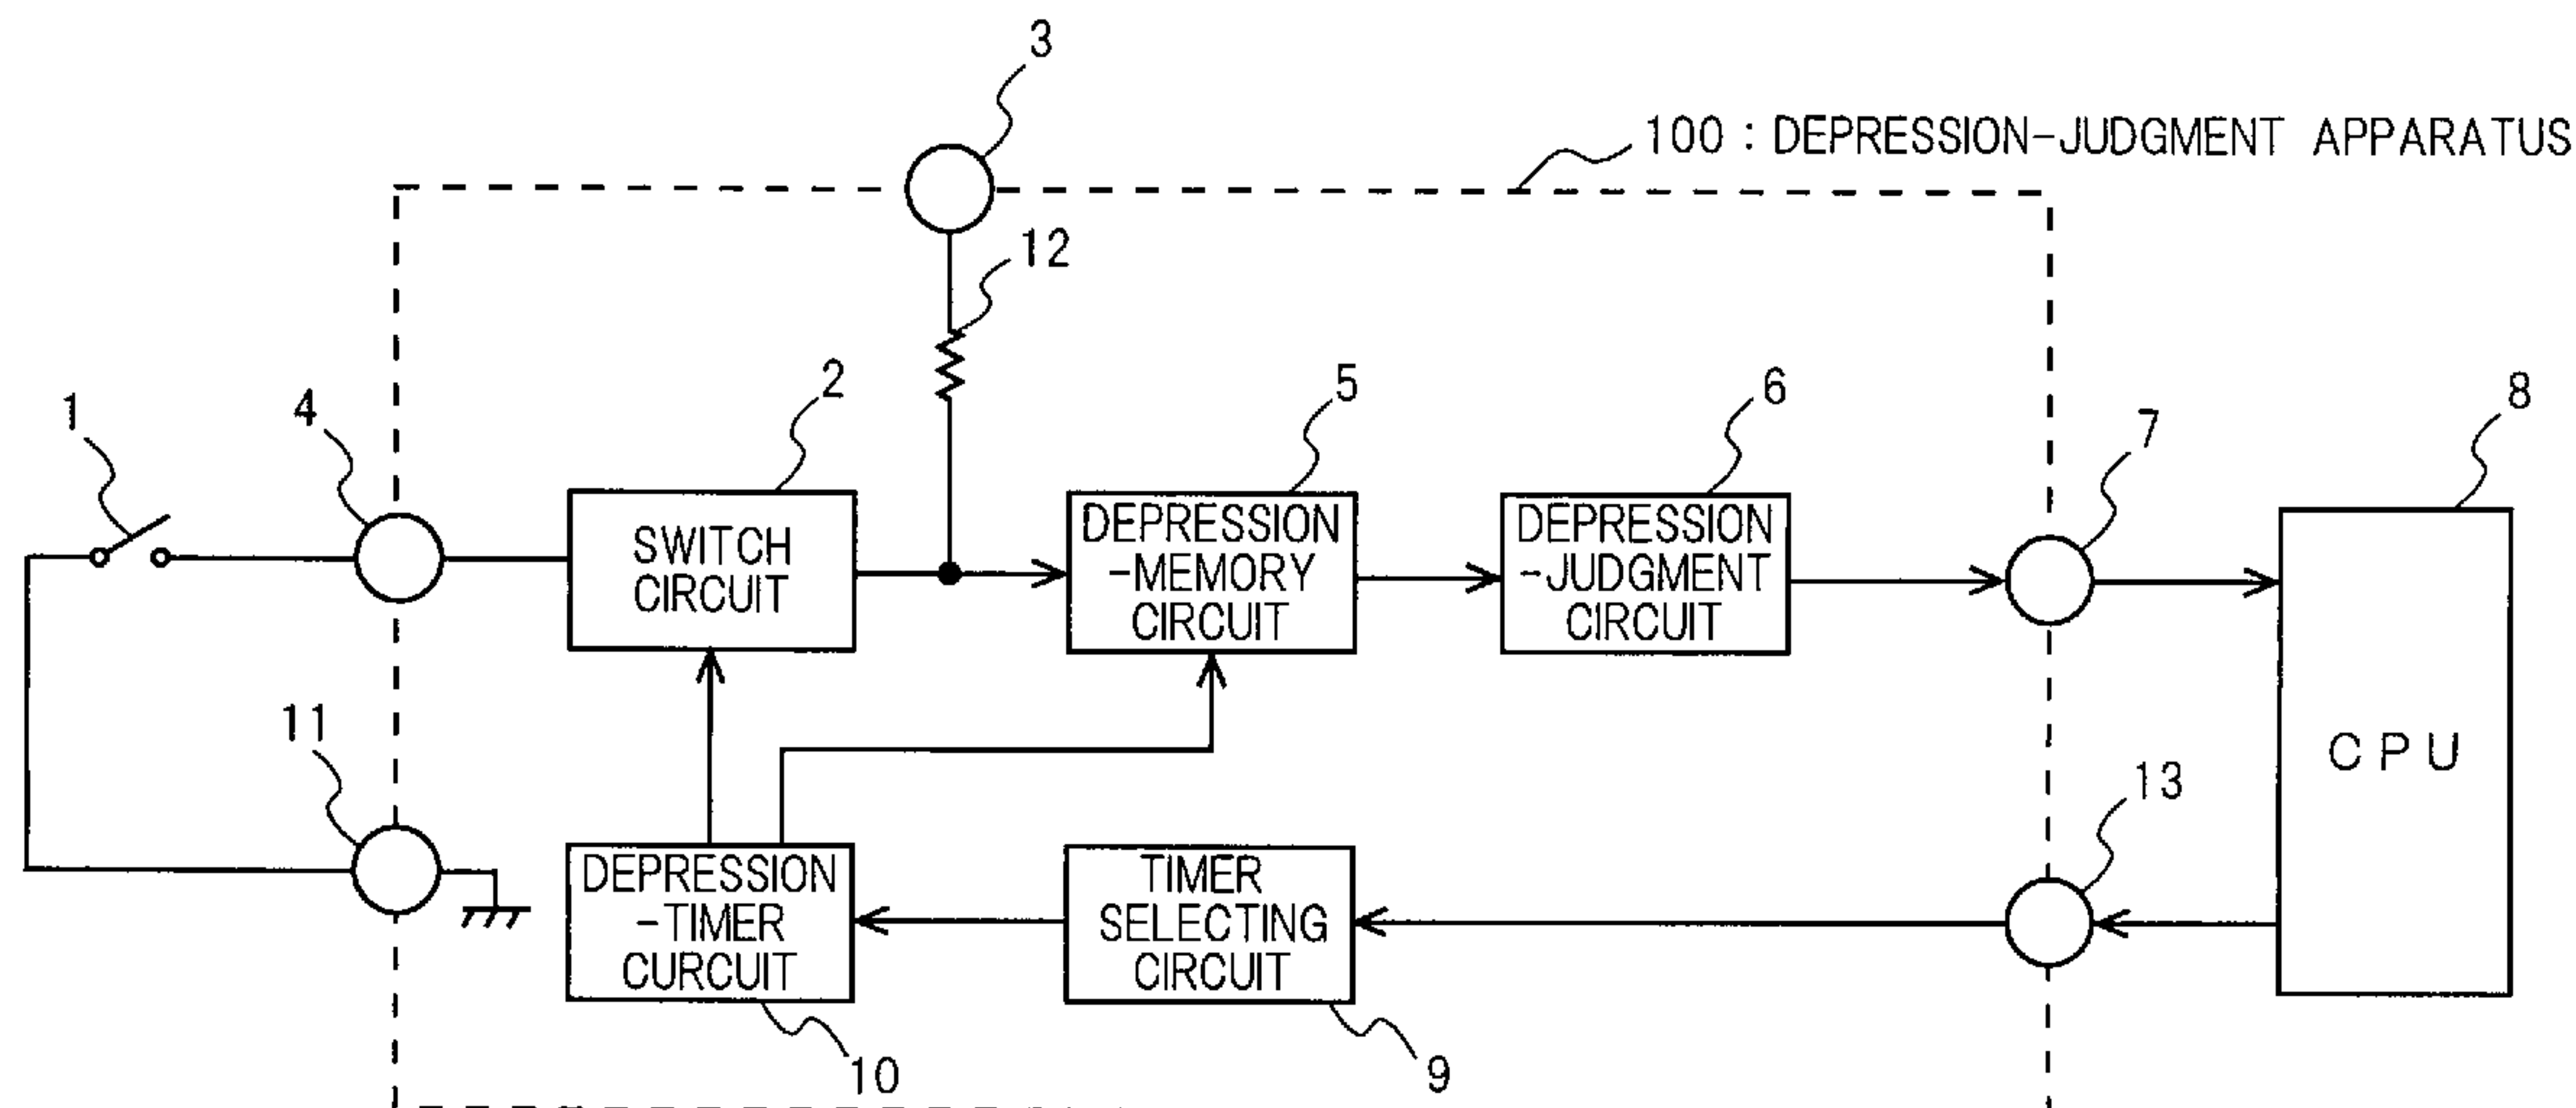 3
100 : DEPRESSION-JUDGMENT APPARATUS
12
1
4
2
5
6
7
8
SWITCH
CIRCUIT
DEPRESSION
-MEMORY
CIRCUIT
DEPRESSION
-JUDGMENT
CIRCUIT
CPU
11
13
DEPRESSION
-TIMER
CURCUIT
TIMER
SELECTING
CIRCUIT
10
9